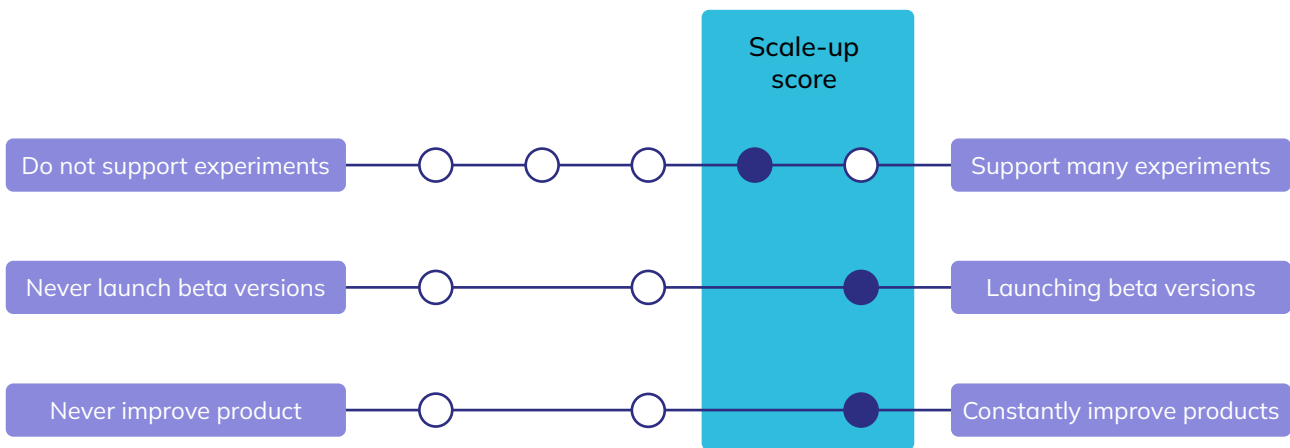 Scale-up
score
Do not support experiments
Support many experiments
Never launch beta versions
Launching beta versions
Never improve product
Constantly improve products